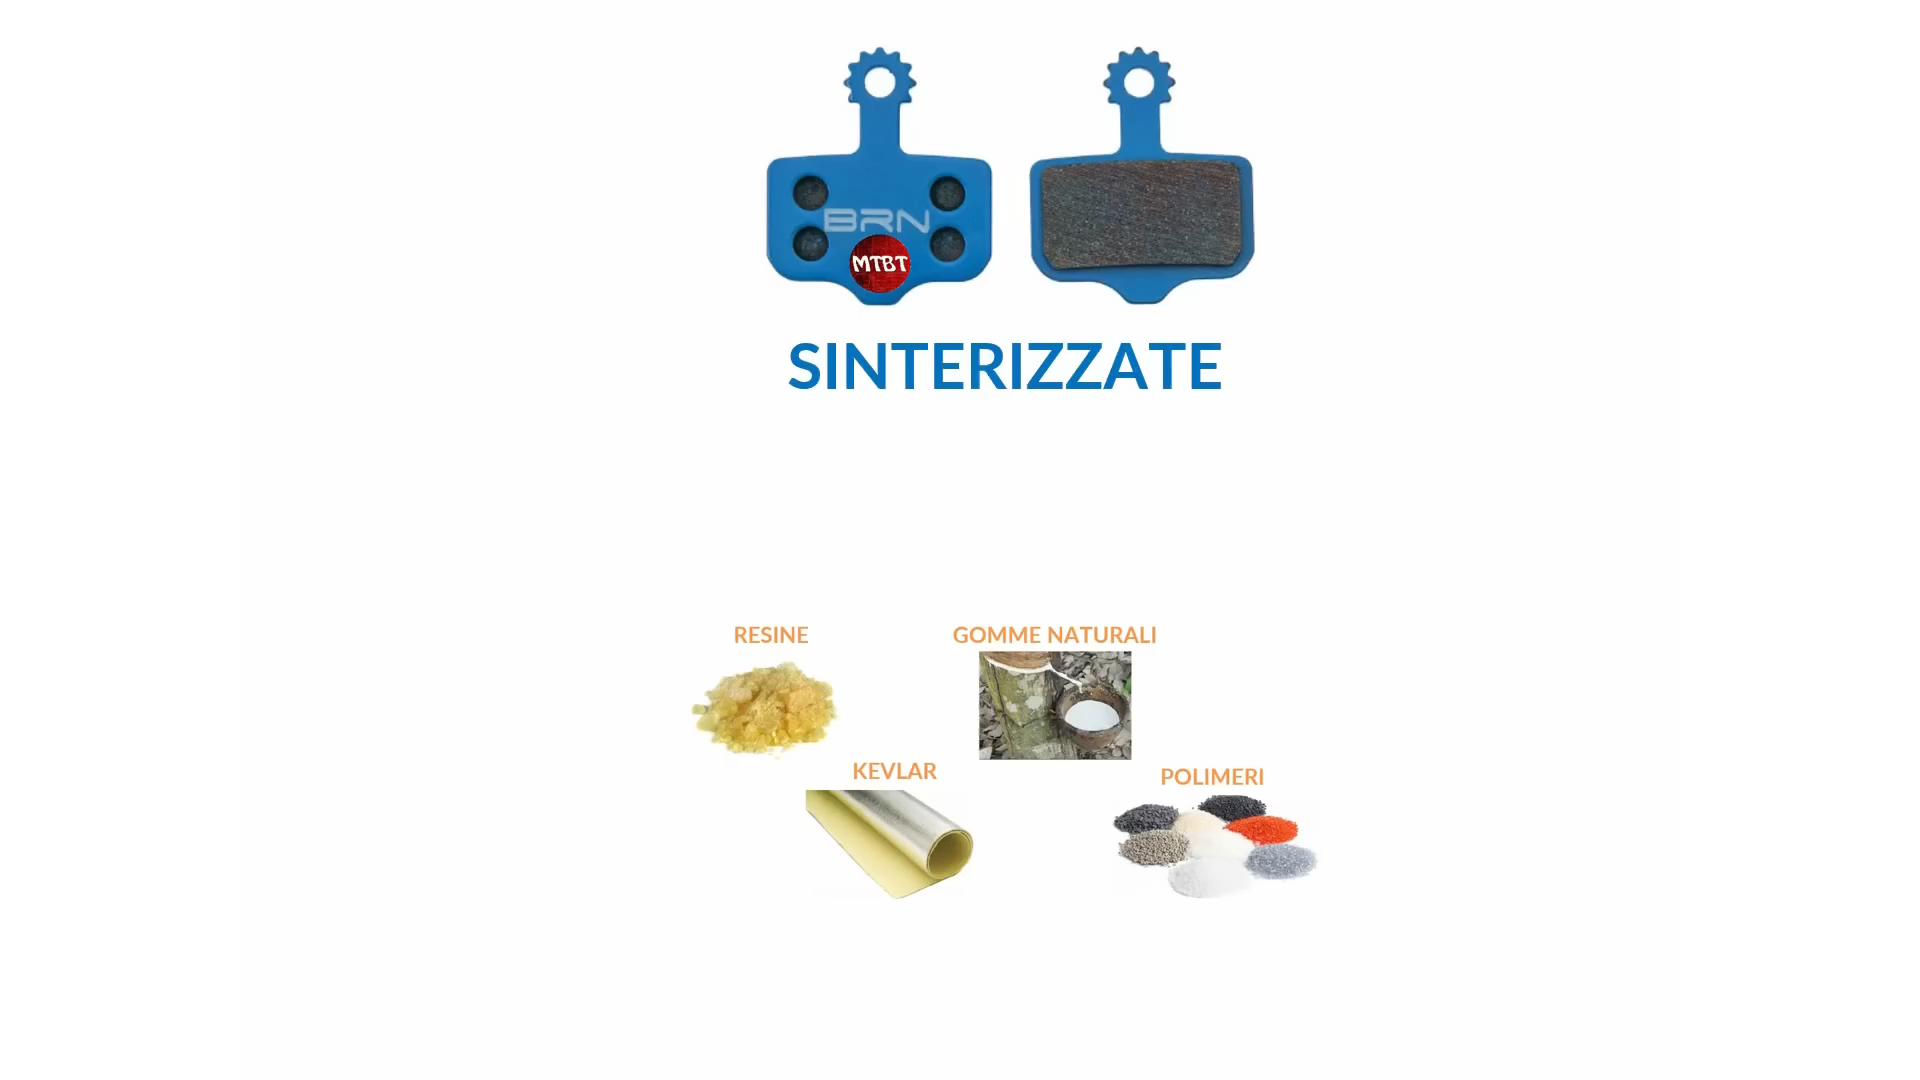 BRN
MTBT
SINTERIZZATE
RESINE
GOMME NATURALI
KEVLAR
POLIMERI